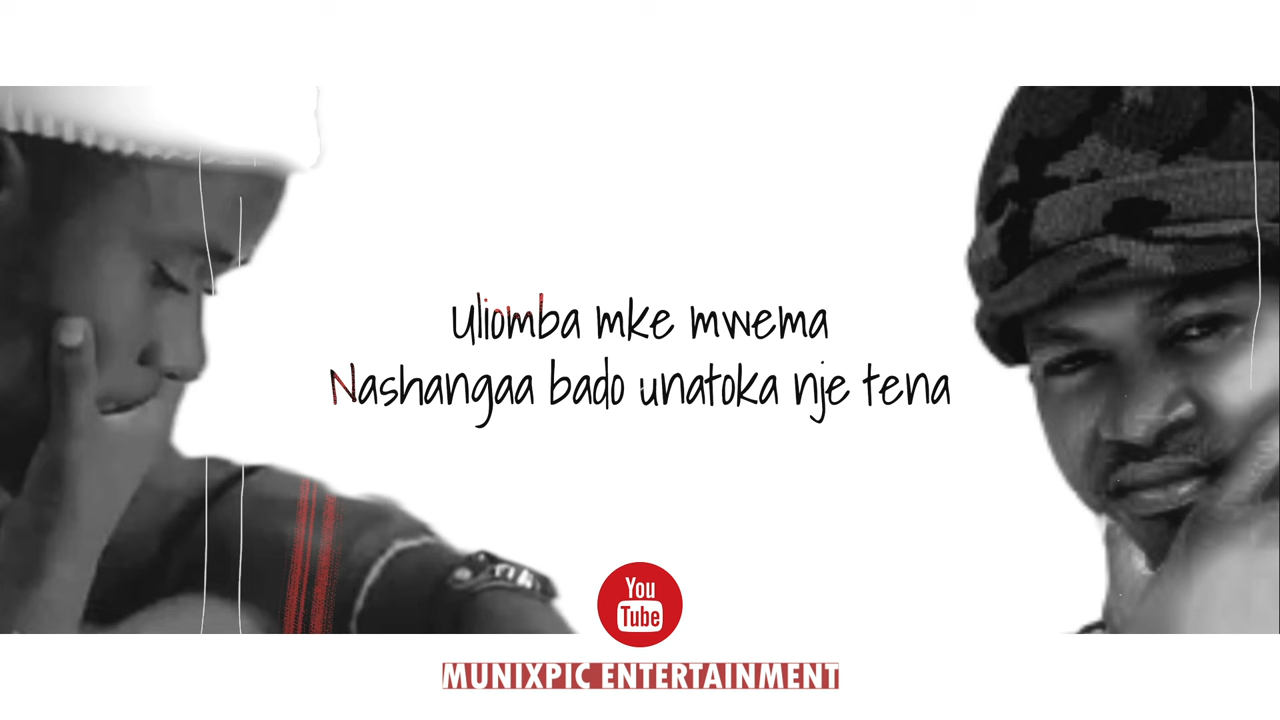 Uliomba mke mwema
Nashangaa bado unatoka nje tena
You
Tube
MUNIXPIC ENTERTAINMENT